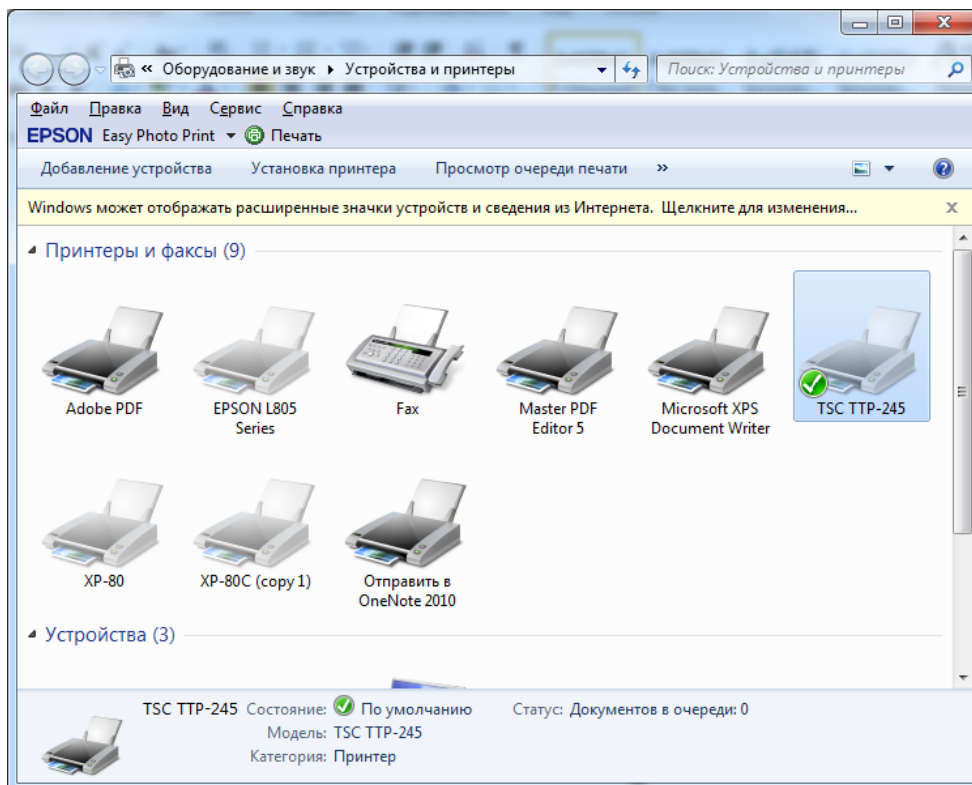 « Оборудование и звук ▸ Устройства и принтеры
Поиск: Устройства и принтеры
Файл Правка Вид Сервис Справка
EPSON Easy Photo Print Печать
Добавление устройства Установка принтера Просмотр очереди печати »
Windows может отображать расширенные значки устройств и сведения из Интернета. Щелкните для изменения...
Принтеры и факсы (9)
Adobe PDF
EPSON L805
Series
Fax
Master PDF
Editor 5
Microsoft XPS
Document Writer
TSC TTP-245
XP-80
XP-80C (copy 1)
Отправить в
OneNote 2010
Устройства (3)
TSC TTP-245 Состояние: По умолчанию Статус: Документов в очереди: 0
Модель: TSC TTP-245
Категория: Принтер